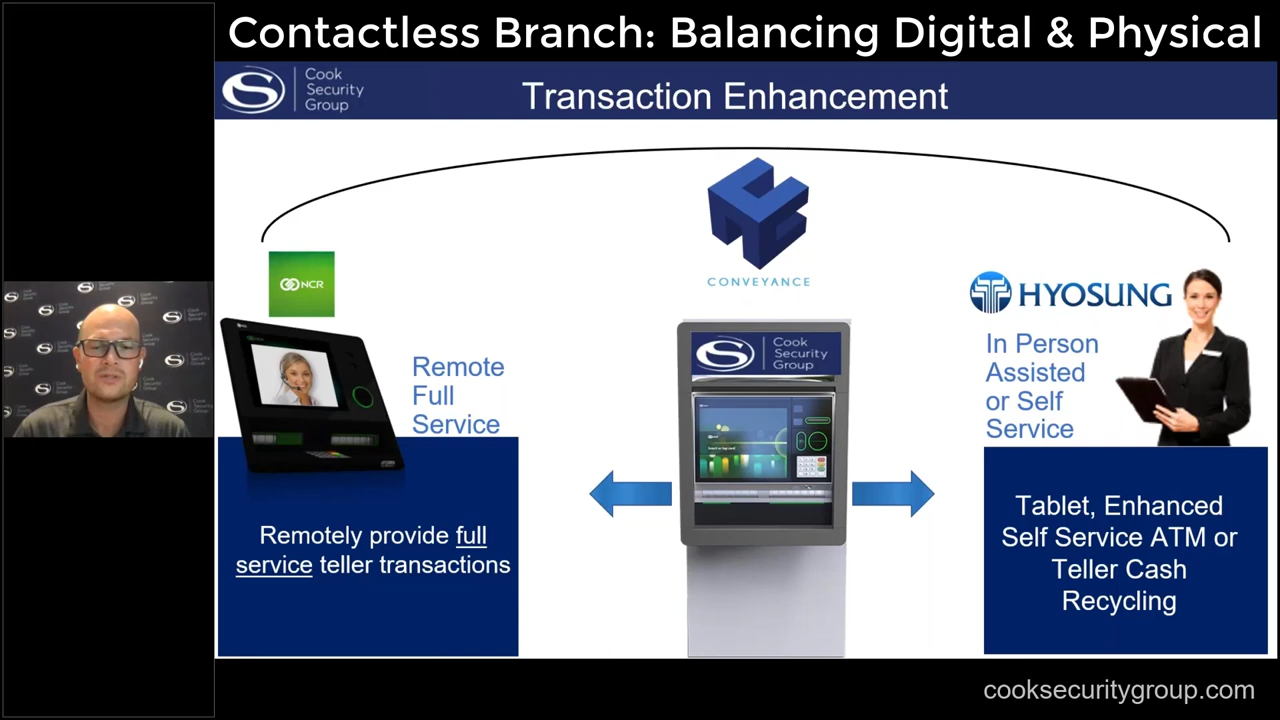 Contactless Branch: Balancing Digital & Physical
Cook
Security
Group
Transaction Enhancement
CONVEYANCE
NCR
HYOSUNG
Remote
Full
Service
Cook
Security
Group
In Person
Assisted
or Self
Service
Remotely provide full
service teller transactions
Tablet, Enhanced
Self Service ATM or
Teller Cash
Recycling
cooksecuritygroup.com